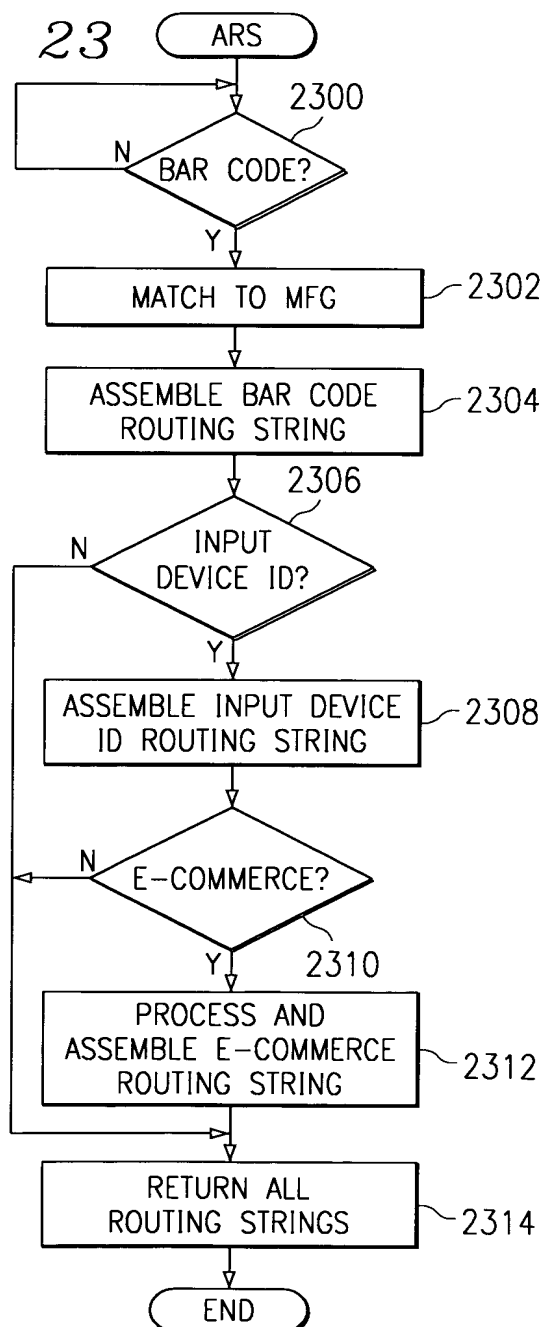 23
ARS
2300
N
BAR CODE?
Y
MATCH TO MFG
2302
ASSEMBLE BAR CODE
ROUTING STRING
2304
2306
N
INPUT
DEVICE ID?
Y
ASSEMBLE INPUT DEVICE
ID ROUTING STRING
2308
N
E-COMMERCE?
2310
Y
PROCESS AND
ASSEMBLE E-COMMERCE
ROUTING STRING
2312
RETURN ALL
ROUTING STRINGS
2314
END